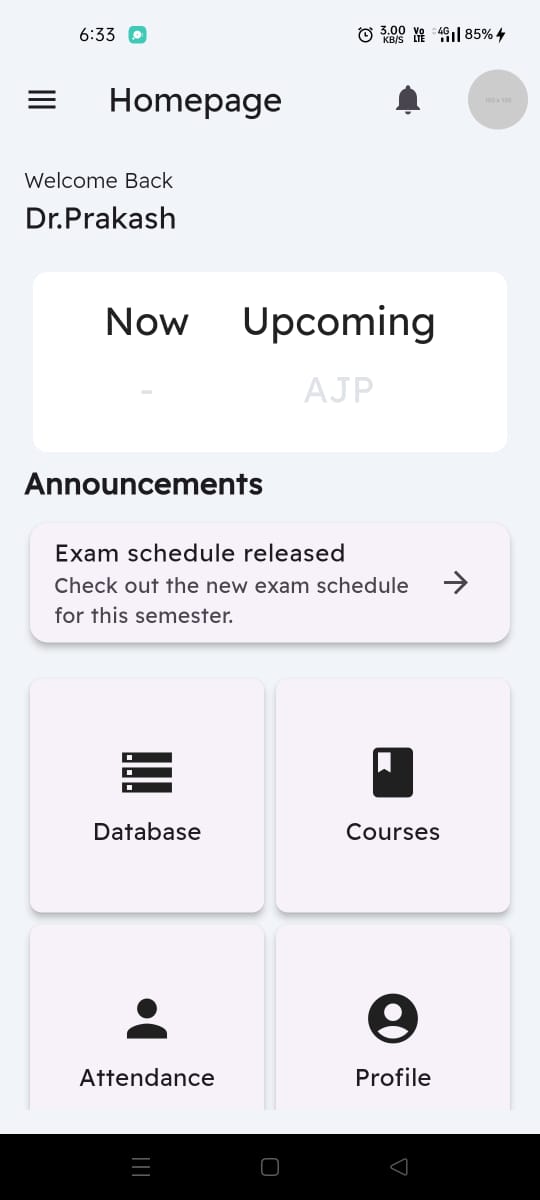 6:33
3.00 KB/S Vo LTE 4G 85%
Homepage
Welcome Back
Dr.Prakash
Now Upcoming
- AJP
Announcements
Exam schedule released
Check out the new exam schedule
for this semester.
Database Courses
Attendance Profile